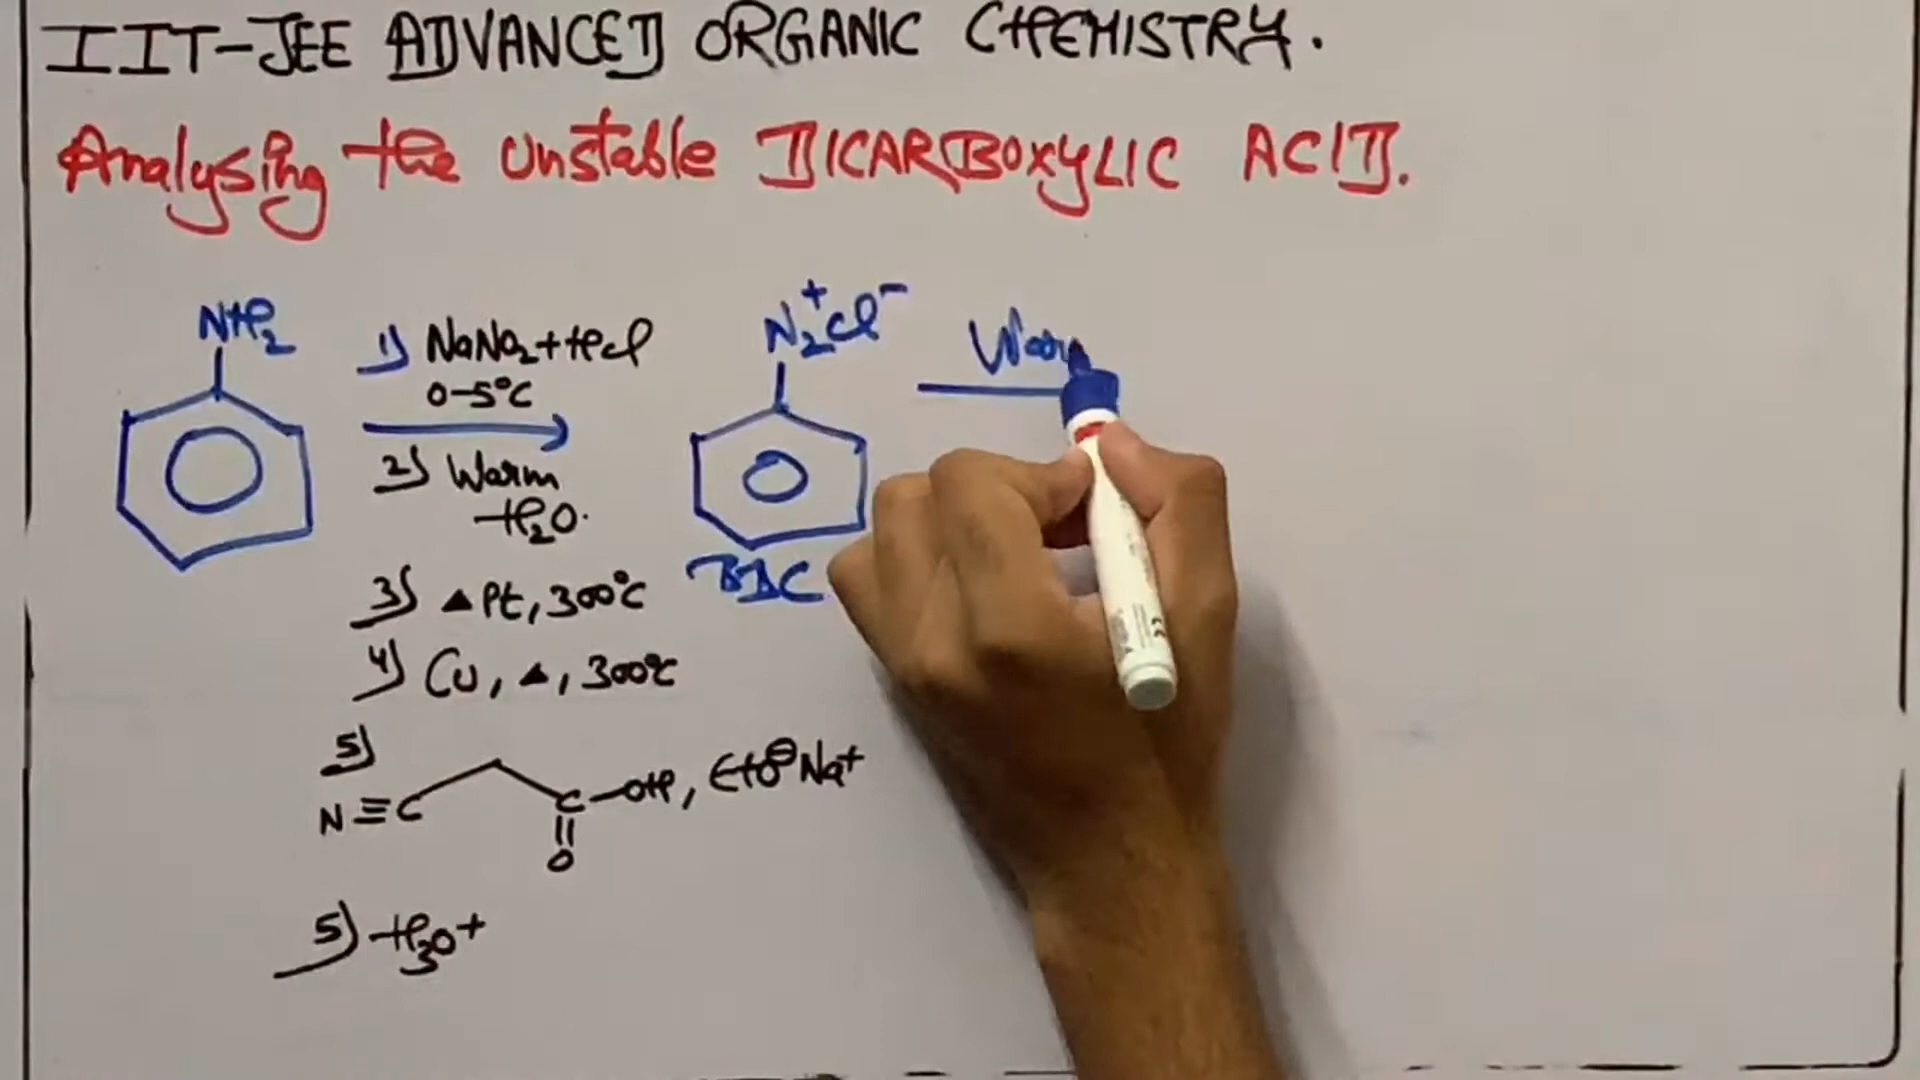 IIT-JEE ADVANCED ORGANIC CHEMISTRY.
Analysing the Unstable DICARBOXYLIC ACID.
NH₂
1) NaNO₂+HCl
0-5°C
2) Warm
H₂O.
3) ▲ Pt, 300°C
4) Cu, ▲, 300°C
5)
N≡C C-OH, EtO⊖Na+
O
5) H₃O+
N₂⁺Cl⁻
BDC